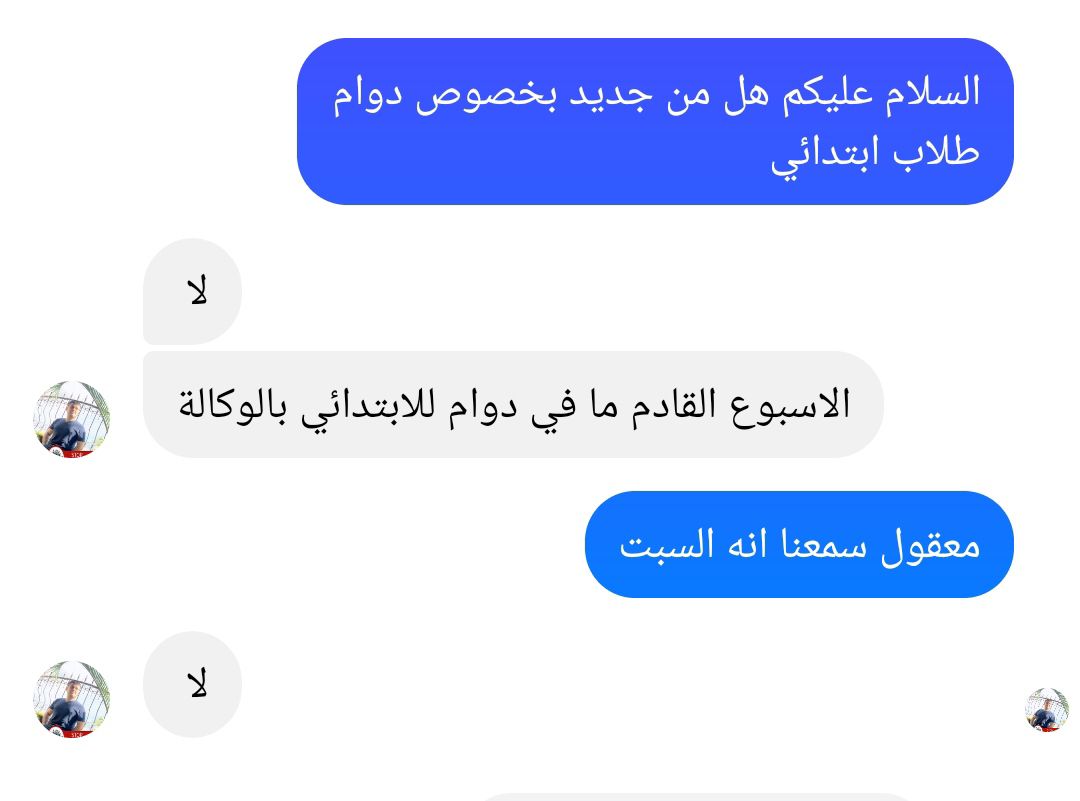 السلام عليكم هل من جديد بخصوص دوام
طلاب ابتدائي
لا
الاسبوع القادم ما في دوام للابتدائي بالوكالة
معقول سمعنا انه السبت
لا